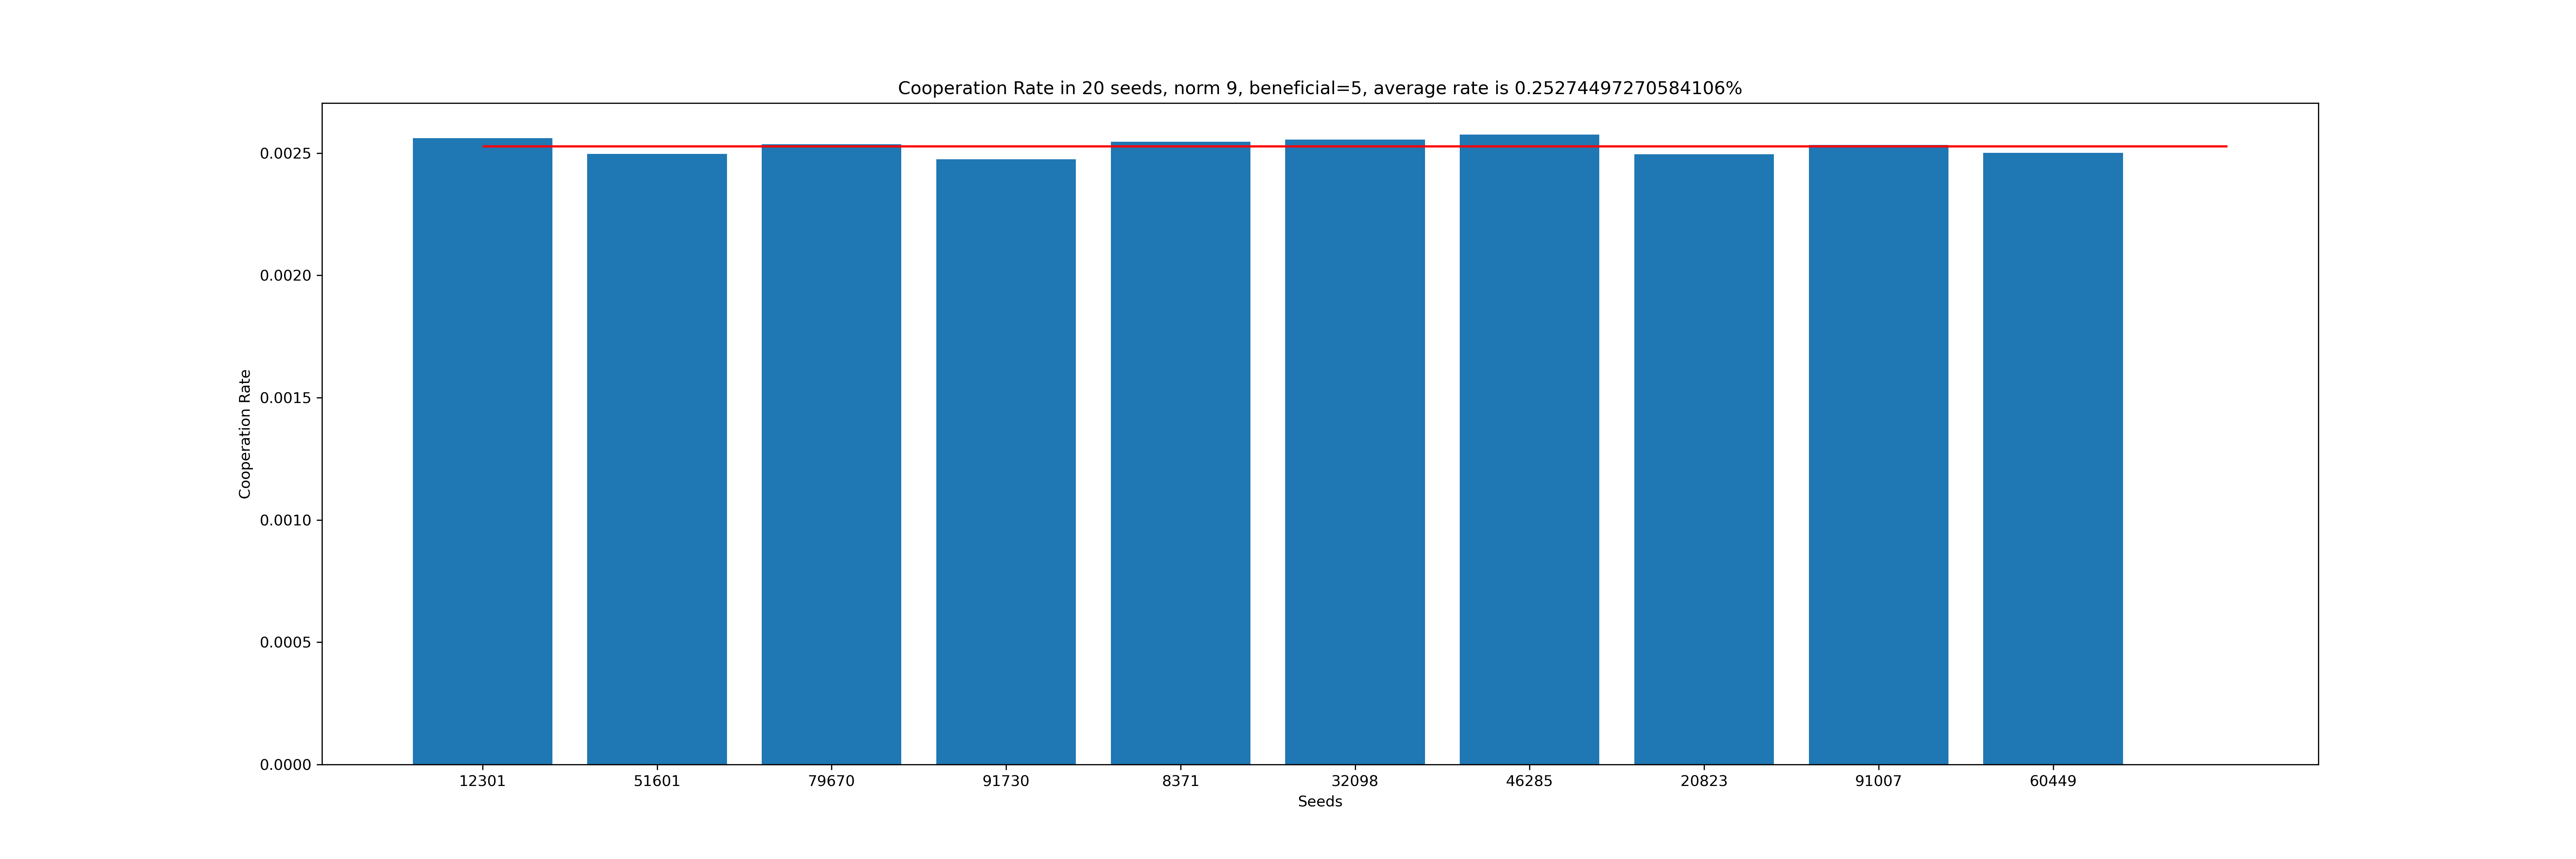 Cooperation Rate in 20 seeds, norm 9, beneficial=5, average rate is 0.25274497270584106%
Cooperation Rate
0.0025
0.0020
0.0015
0.0010
0.0005
0.0000
12301 51601 79670 91730 8371 32098 46285 20823 91007 60449
Seeds